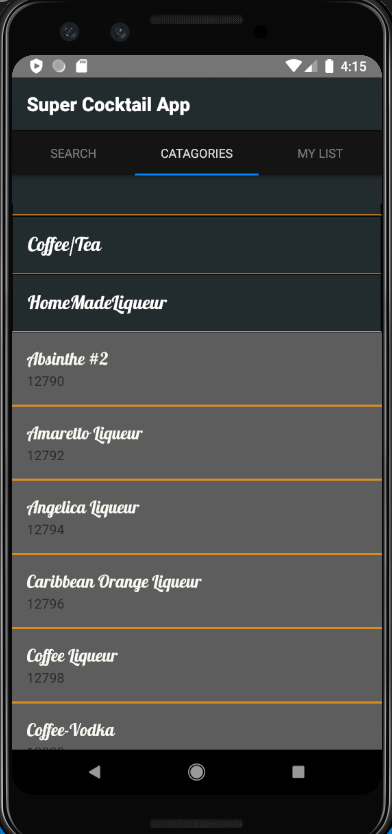 4:15
Super Cocktail App
SEARCH CATAGORIES MY LIST
Coffee/Tea
HomeMadeLiqueur
Absinthe #2
12790
Amaretto Liqueur
12792
Angelica Liqueur
12794
Caribbean Orange Liqueur
12796
Coffee Liqueur
12798
Coffee-Vodka